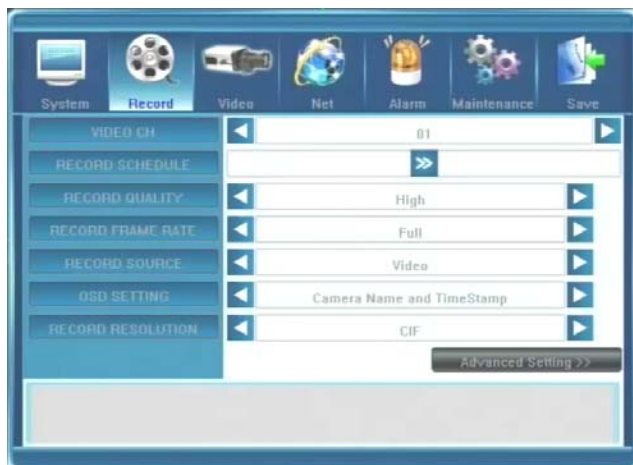 System Record Video Net Alarm Maintenance Save
VIDEO CH 01
RECORD SCHEDULE
RECORD QUALITY High
RECORD FRAME RATE Full
RECORD SOURCE Video
OSD SETTING Camera Name and TimeStamp
RECORD RESOLUTION CIF
Advanced Setting >>